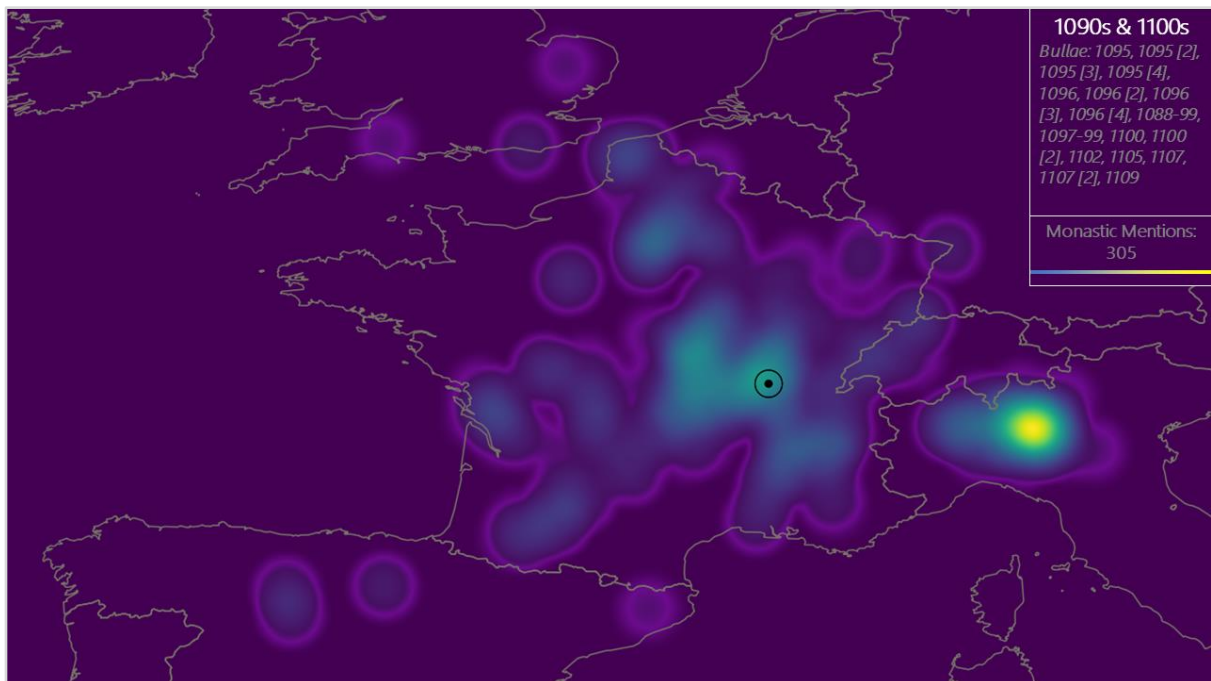 1090s & 1100s
Bullae: 1095, 1095 [2],
1095 [3], 1095 [4],
1096, 1096 [2], 1096
[3], 1096 [4], 1088-99,
1097-99, 1100, 1100
[2], 1102, 1105, 1107,
1107 [2], 1109
Monastic Mentions:
305